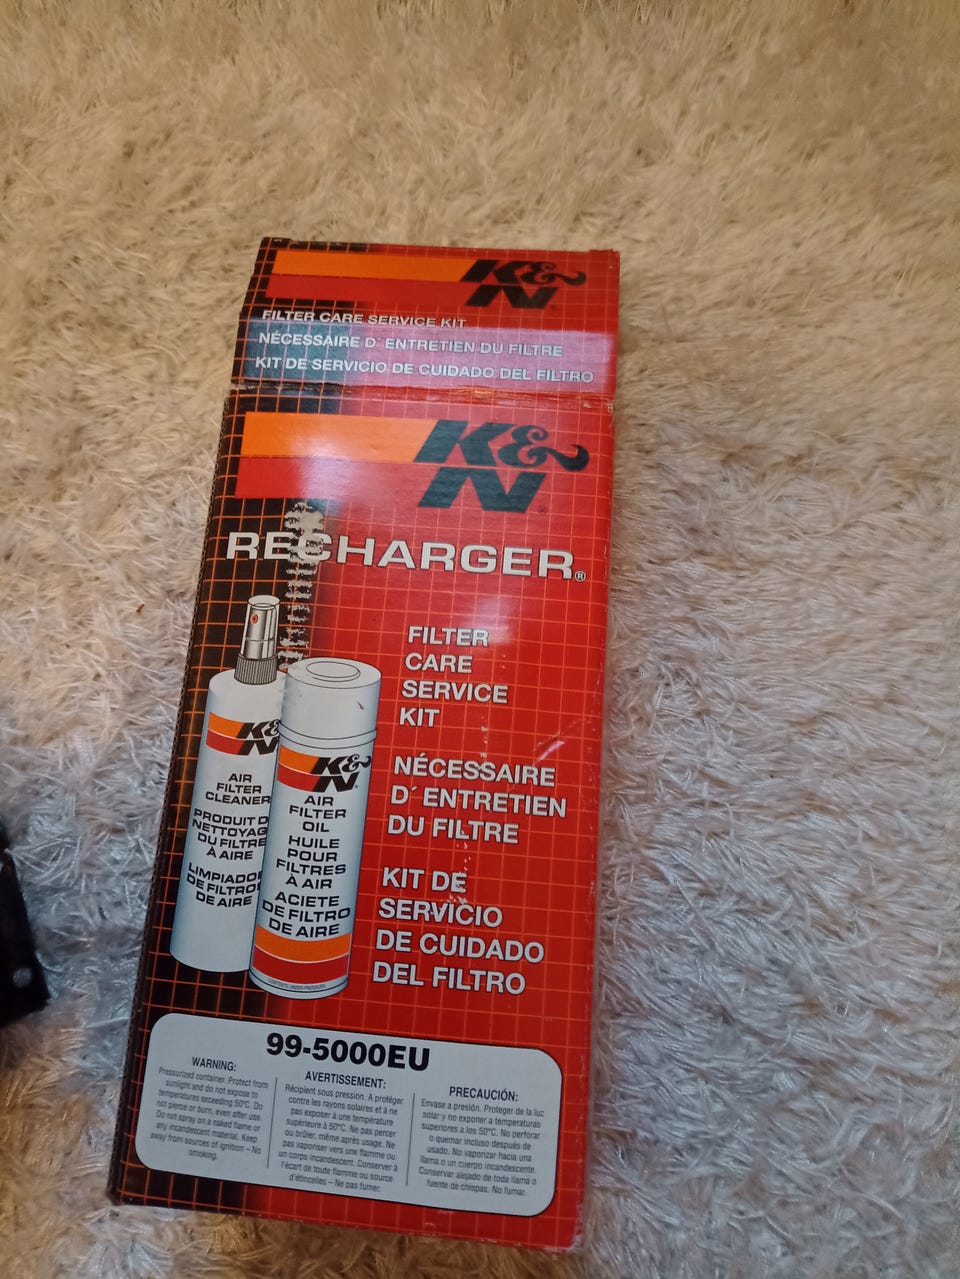 K&N
FILTER CARE SERVICE KIT
NÉCESSAIRE D´ ENTRETIEN DU FILTRE
KIT DE SERVICIO DE CUIDADO DEL FILTRO
K&N
RECHARGER®
FILTER
CARE
SERVICE
KIT
NÉCESSAIRE
D´ ENTRETIEN
DU FILTRE
KIT DE
SERVICIO
DE CUIDADO
DEL FILTRO
K&N
AIR
FILTER
CLEANER
PRODUIT D
NETTOYAG
DU FILTRE
À AIRE
LIMPIADOR
DE FILTROS
DE AIRE
K&N
AIR
FILTER
OIL
HUILE
POUR
FILTRES
À AIR
ACIETE
DE FILTRO
DE AIRE
CONTENTS UNDER PRESSURE
99-5000EU
WARNING:
Pressurized container. Protect from
sunlight and do not expose to
temperatures exceeding 50°C. Do
not pierce or burn, even after use.
Do not spray on a naked flame or
any incandescent material. Keep
away from sources of ignition – No
smoking.
AVERTISSEMENT:
Récipient sous pression. A protéger
contre les rayons solaires et à ne
pas exposer à une température
supérieure à 50°C. Ne pas percer
ou brûler, même après usage. Ne
pas vaporiser vers une flamme ou
un corps incandescent. Conserver à
l'écart de toute flamme ou source
d'étincelles – Ne pas fumer.
PRECAUCIÓN:
Envase a presión. Proteger de la luz
solar y no exponer a temperaturas
superiores a los 50°C. No perforar
o quemar incluso después de
usado. No vaporizar hacia una
llama o un cuerpo incandescente.
Conservar alejado de toda llama o
fuente de chispas. No fumar.